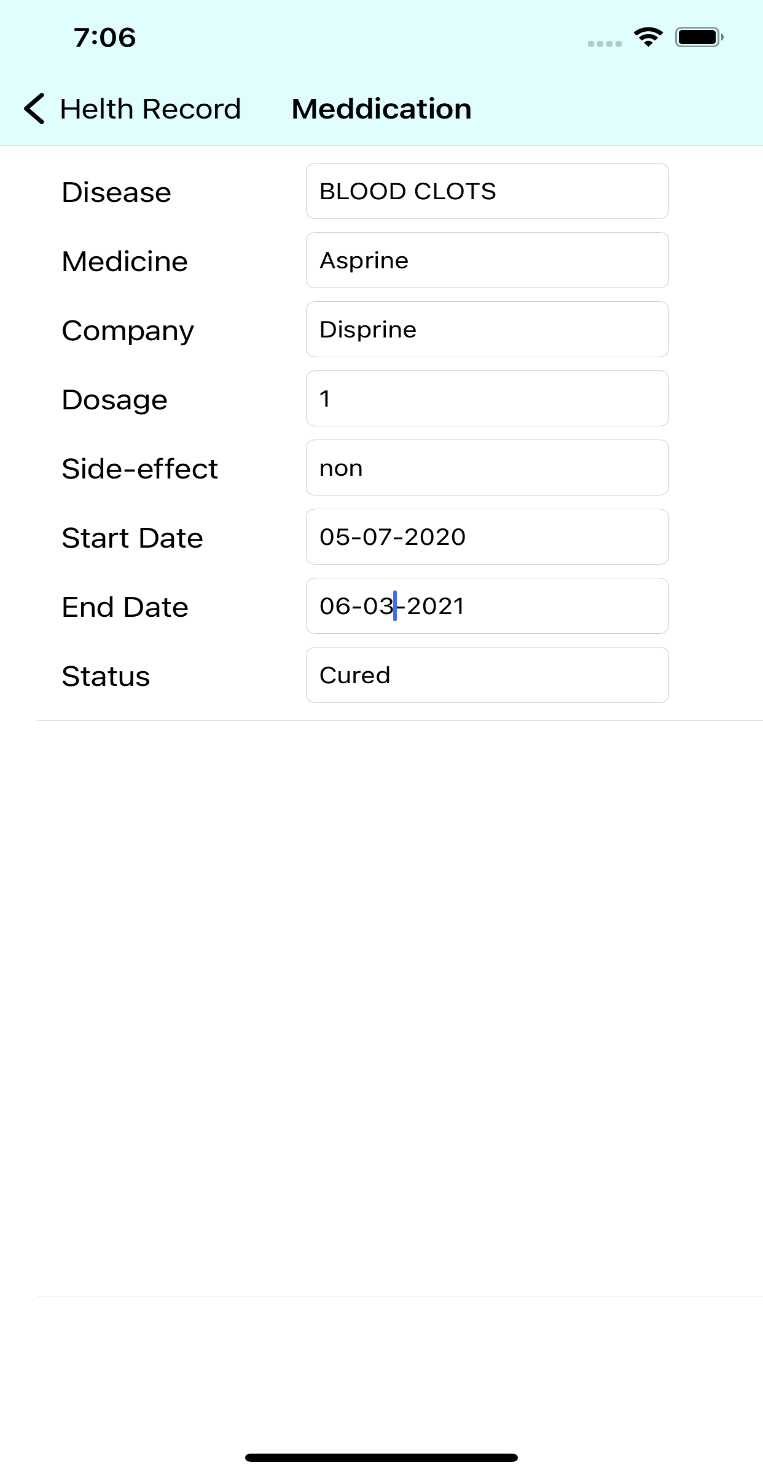 7:06
Helth Record Meddication
Disease BLOOD CLOTS
Medicine Asprine
Company Disprine
Dosage 1
Side-effect non
Start Date 05-07-2020
End Date 06-03-2021
Status Cured